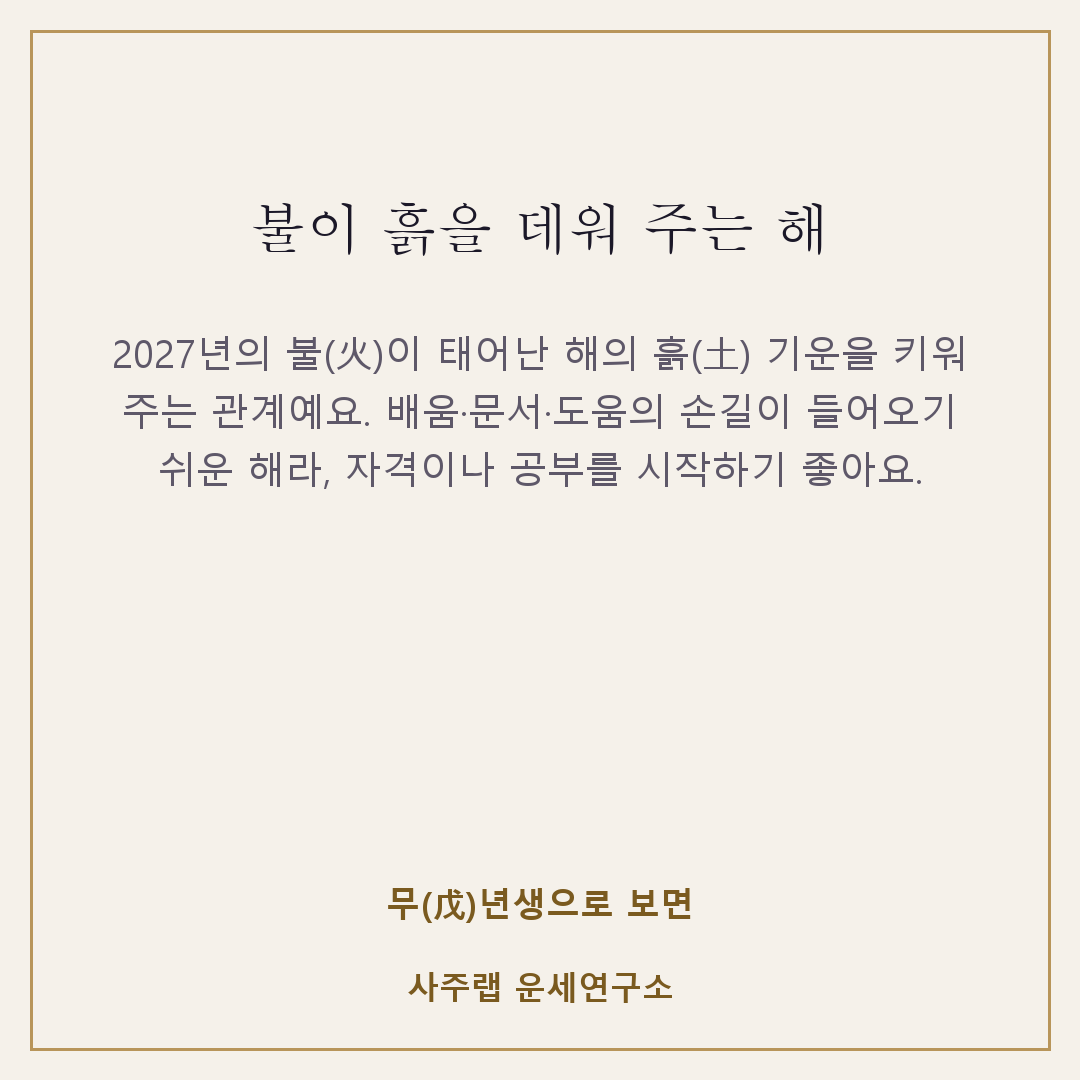 불이 흙을 데워 주는 해
2027년의 불(火)이 태어난 해의 흙(土) 기운을 키워
주는 관계예요. 배움·문서·도움의 손길이 들어오기
쉬운 해라, 자격이나 공부를 시작하기 좋아요.
무(戊)년생으로 보면
사주랩 운세연구소